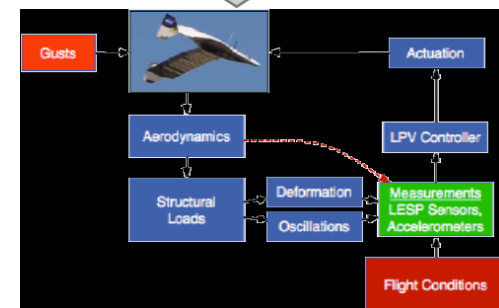 Gusts
Actuation
Aerodynamics
LPV Controller
Structural
Loads
Deformation
Oscillations
Measurements
LESP Sensors,
Accelerometers
Flight Conditions